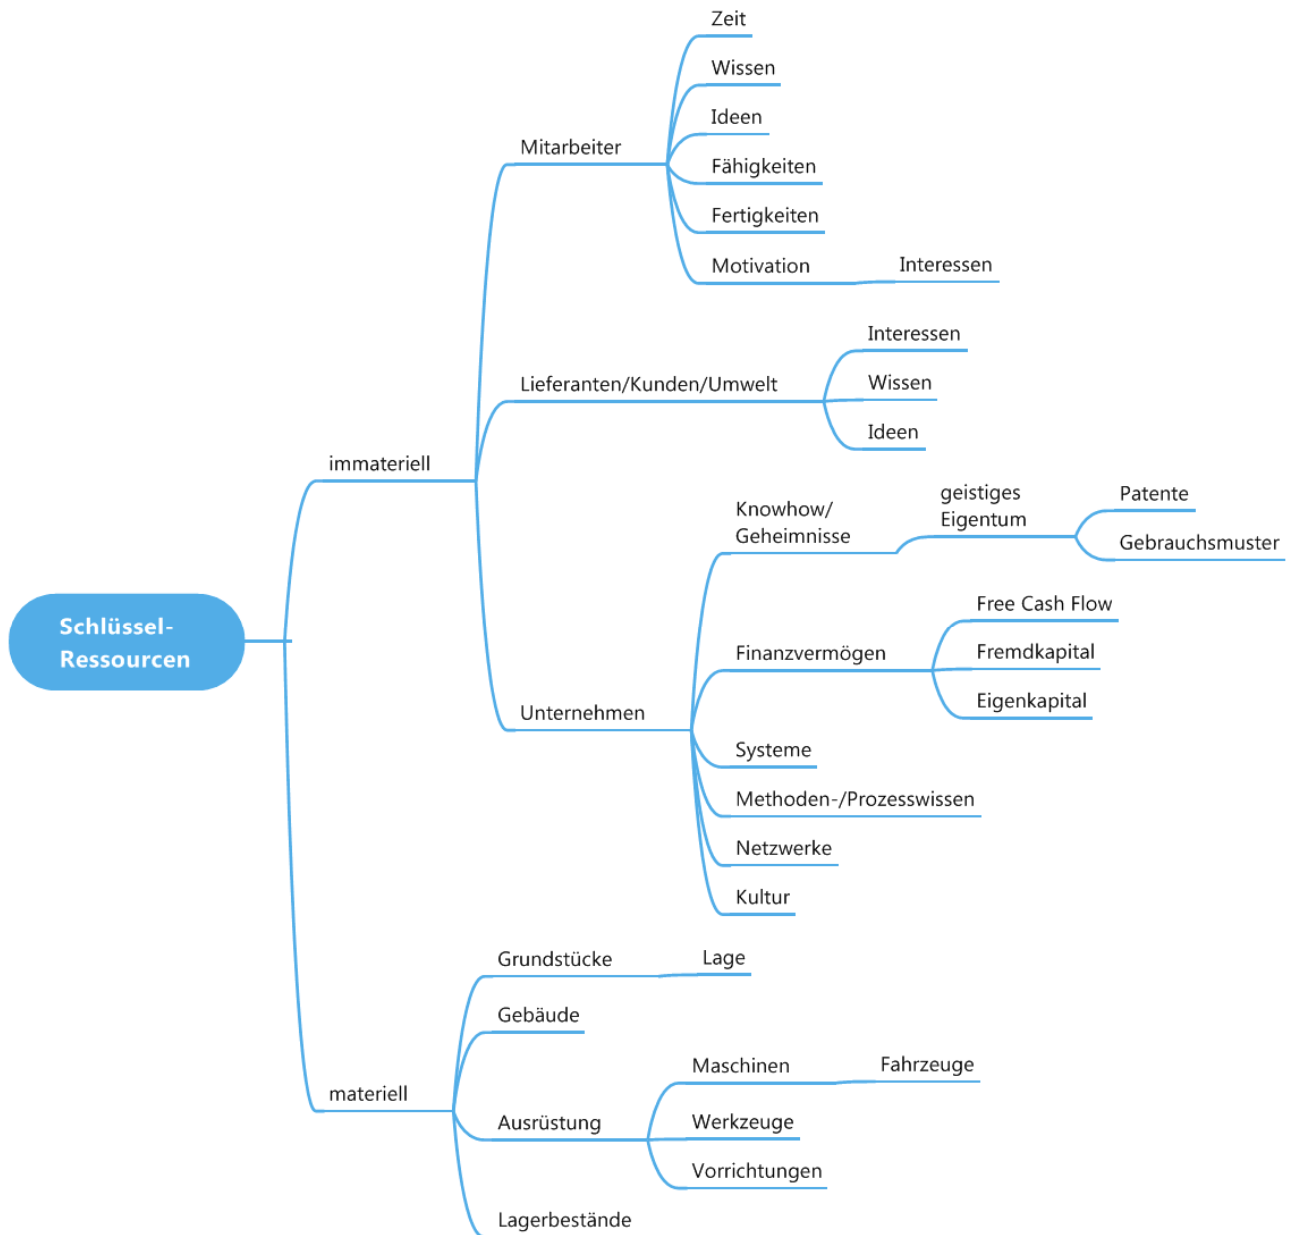 Schlüssel-
Ressourcen
immateriell
Mitarbeiter
Zeit
Wissen
Ideen
Fähigkeiten
Fertigkeiten
Motivation
Interessen
Lieferanten/Kunden/Umwelt
Interessen
Wissen
Ideen
Unternehmen
Knowhow/
Geheimnisse
geistiges
Eigentum
Patente
Gebrauchsmuster
Finanzvermögen
Free Cash Flow
Fremdkapital
Eigenkapital
Systeme
Methoden-/Prozesswissen
Netzwerke
Kultur
materiell
Grundstücke
Lage
Gebäude
Ausrüstung
Maschinen
Fahrzeuge
Werkzeuge
Vorrichtungen
Lagerbestände